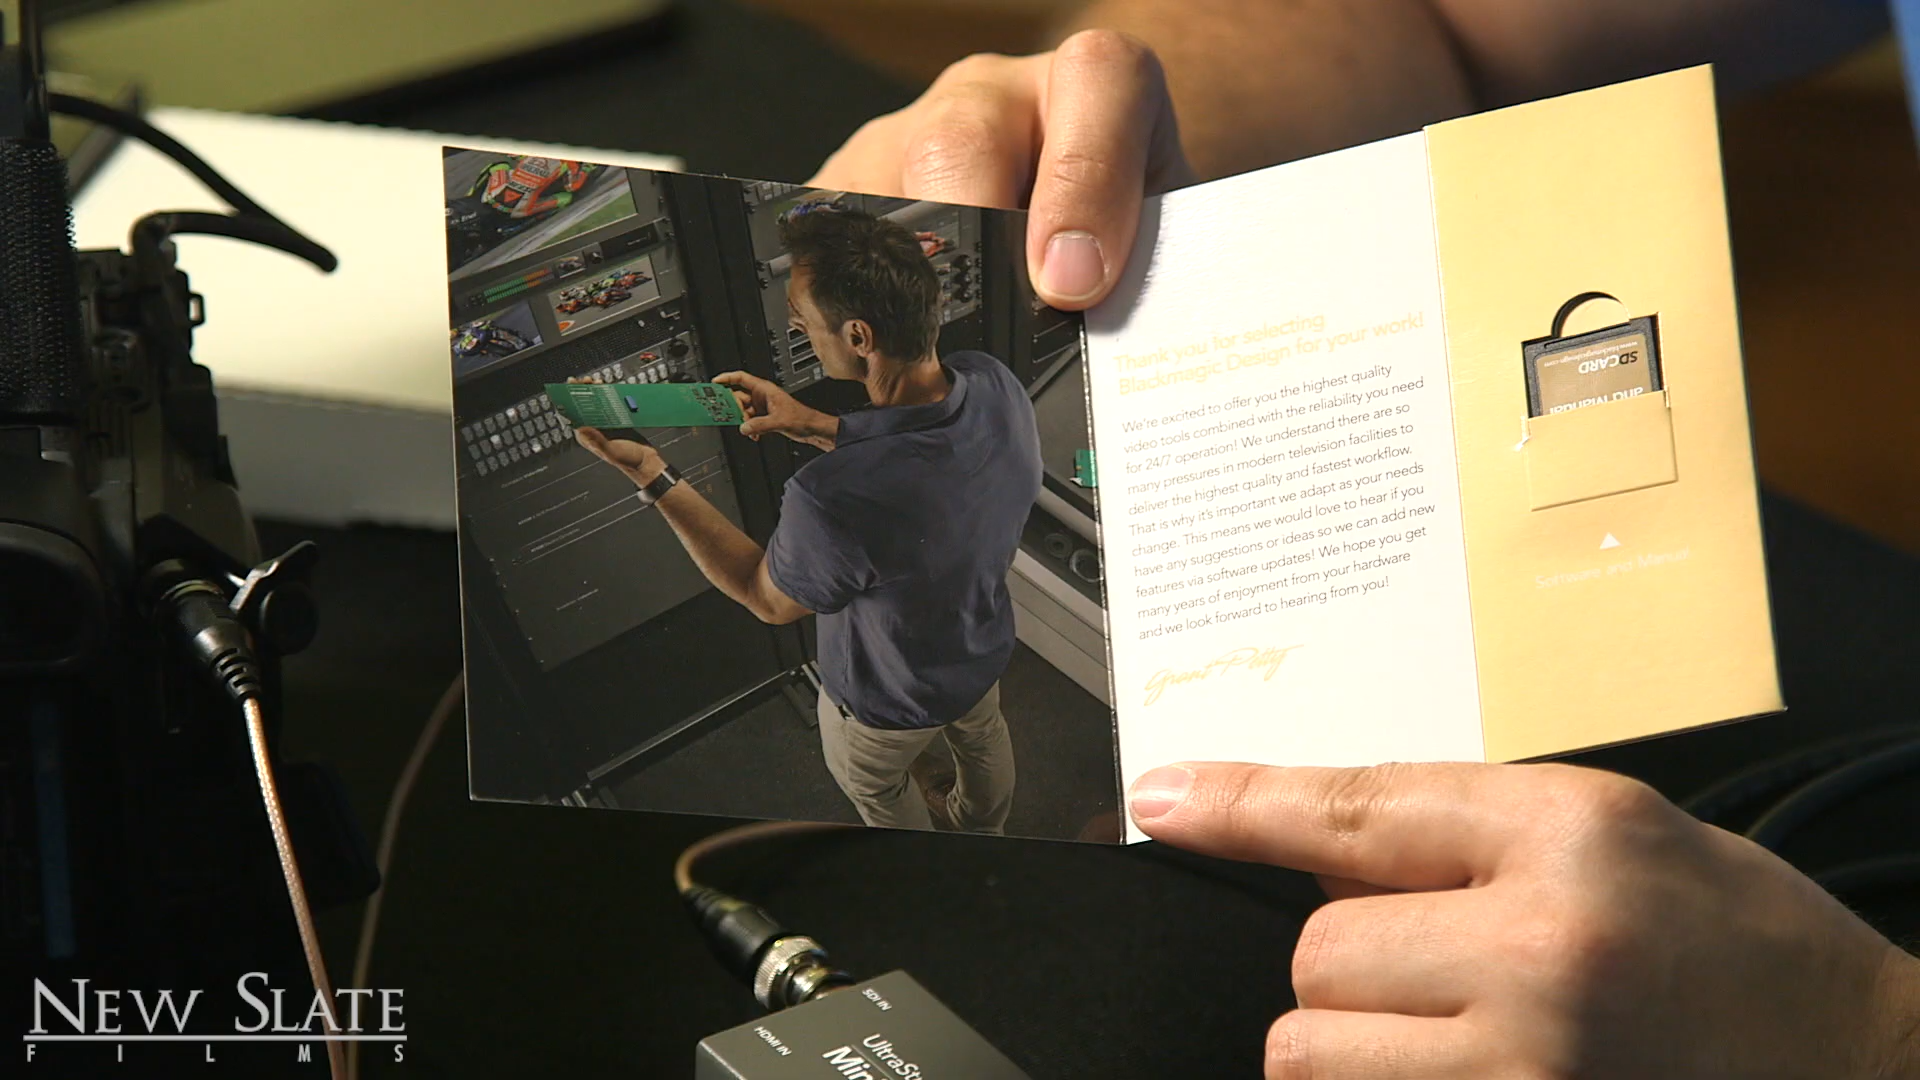 Thank you for selecting
Blackmagic Design for your work!
We're excited to offer you the highest quality
video tools combined with the reliability you need
for 24/7 operation! We understand there are so
many pressures in modern television facilities to
deliver the highest quality and fastest workflow.
That is why it's important we adapt as your needs
change. This means we would love to hear if you
have any suggestions or ideas so we can add new
features via software updates! We hope you get
many years of enjoyment from your hardware
and we look forward to hearing from you!
Grant Petty
SD CARD
and Manual
Software and Manual
SDI IN
HDMI IN
Mini
NEW SLATE
FILMS